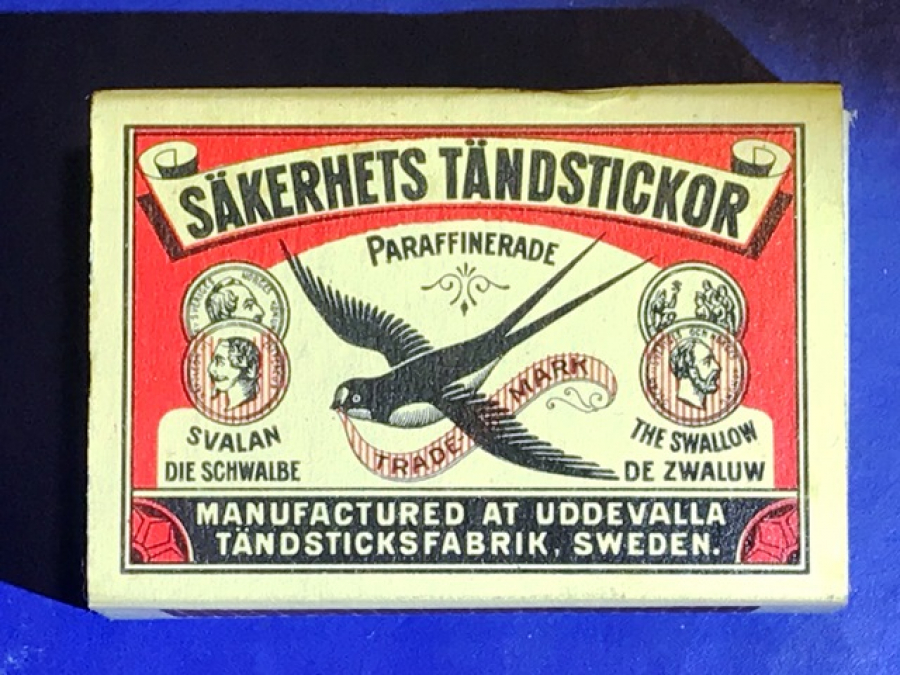 SÄKERHETS TÄNDSTICKOR
PARAFFINERADE
TRADE-MARK
SVALAN
DIE SCHWALBE
THE SWALLOW
DE ZWALUW
MANUFACTURED AT UDDEVALLA
TÄNDSTICKSFABRIK, SWEDEN.